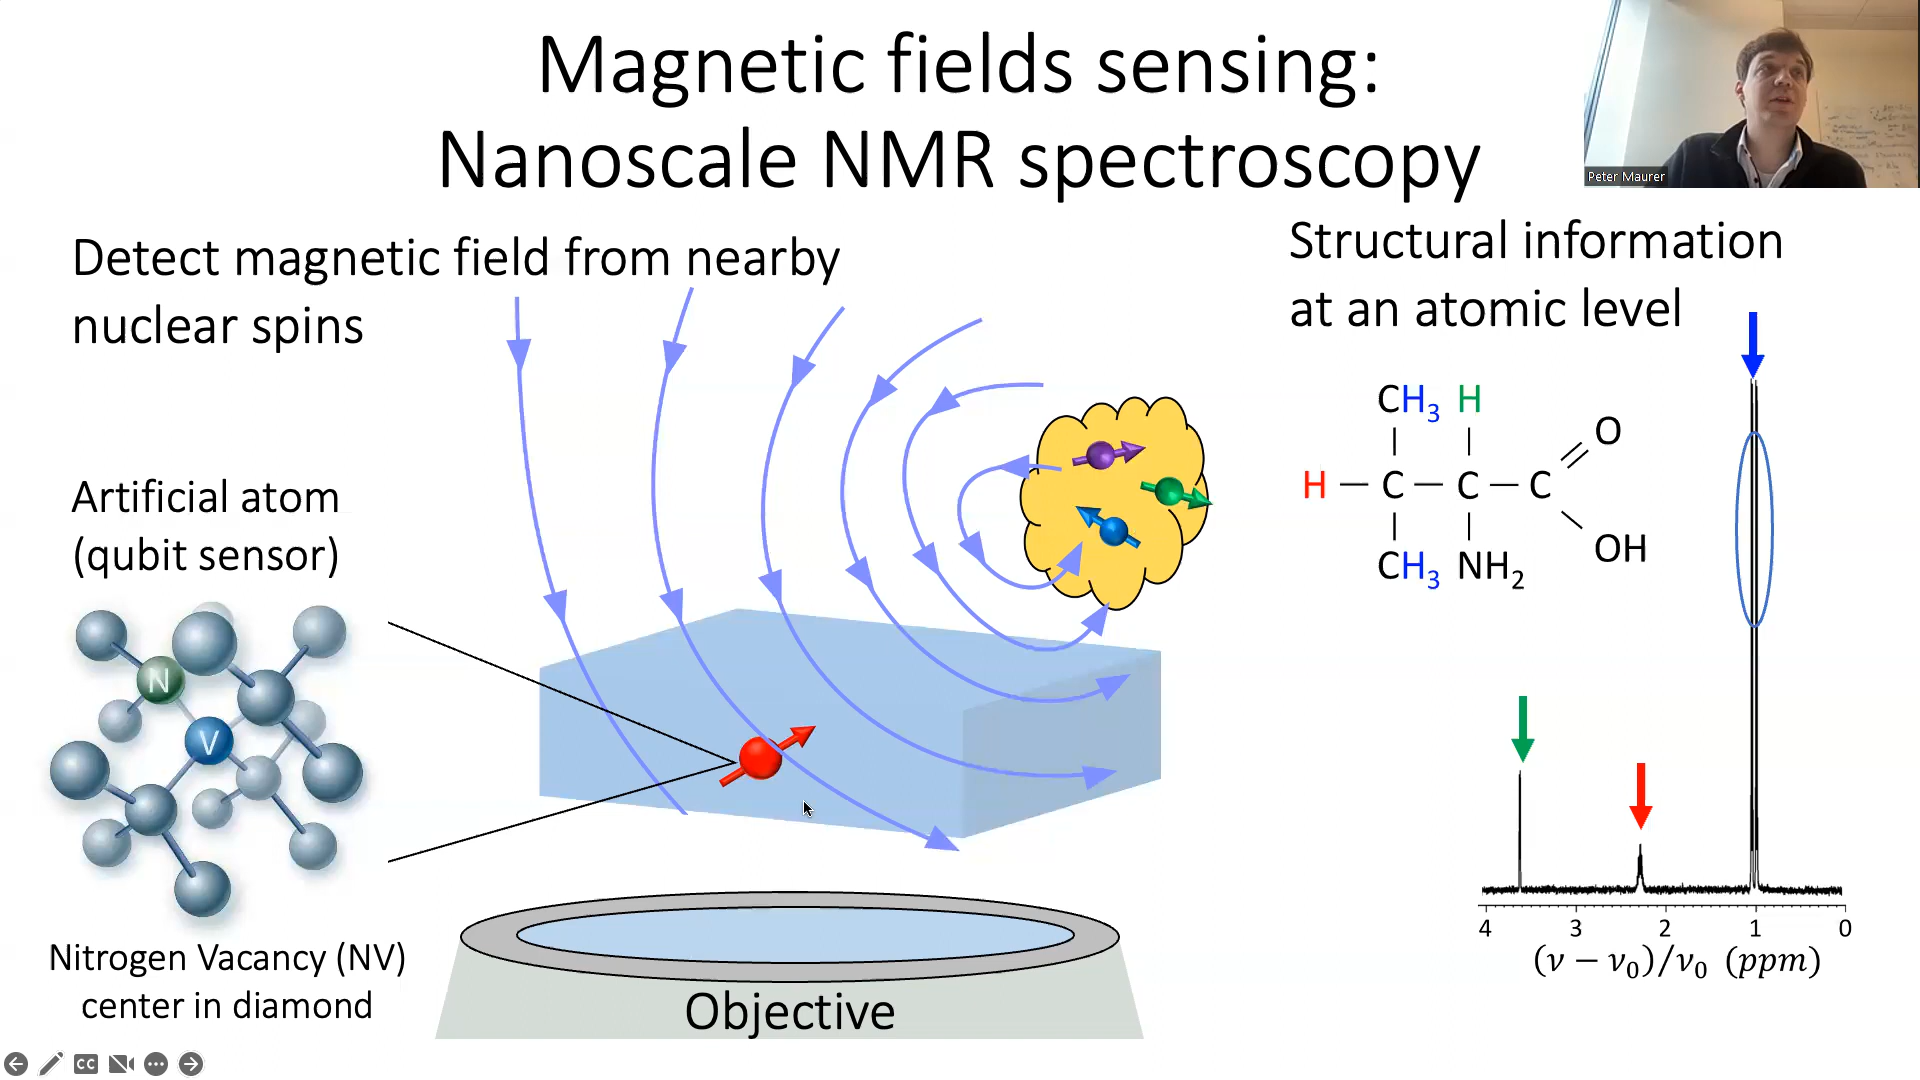 Magnetic fields sensing:
Nanoscale NMR spectroscopy
Peter Maurer
Detect magnetic field from nearby
nuclear spins
Structural information
at an atomic level
CH₃ H
O
H — C — C — C
CH₃ NH₂
OH
Artificial atom
(qubit sensor)
N
V
Nitrogen Vacancy (NV)
center in diamond
Objective
4 3 2 1 0
(ν − ν₀)/ν₀ (ppm)
CC